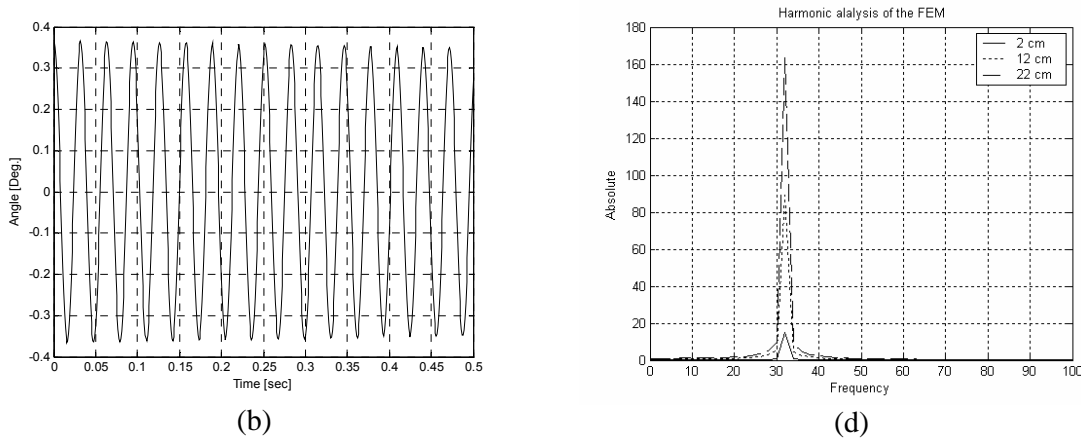 0.4
0.3
0.2
0.1
0
-0.1
-0.2
-0.3
-0.4
Angle [Deg.]
0 0.05 0.1 0.15 0.2 0.25 0.3 0.35 0.4 0.45 0.5
Time [sec]
(b)
Harmonic alalysis of the FEM
180
160
140
120
100
80
60
40
20
0
Absolute
2 cm
12 cm
22 cm
0 10 20 30 40 50 60 70 80 90 100
Frequency
(d)